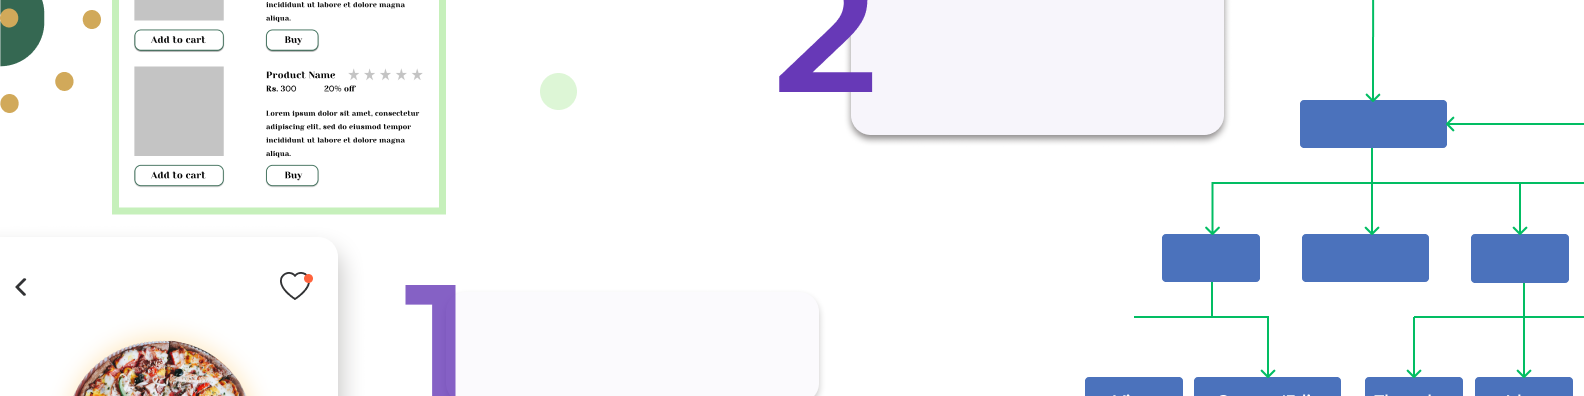 incididunt ut labore et dolore magna
aliqua.
Add to cart
Buy
Product Name
Rs. 300
20% off
Lorem ipsum dolor sit amet, consectetur
adipiscing elit, sed do eiusmod tempor
incididunt ut labore et dolore magna
aliqua.
Add to cart
Buy
2
1